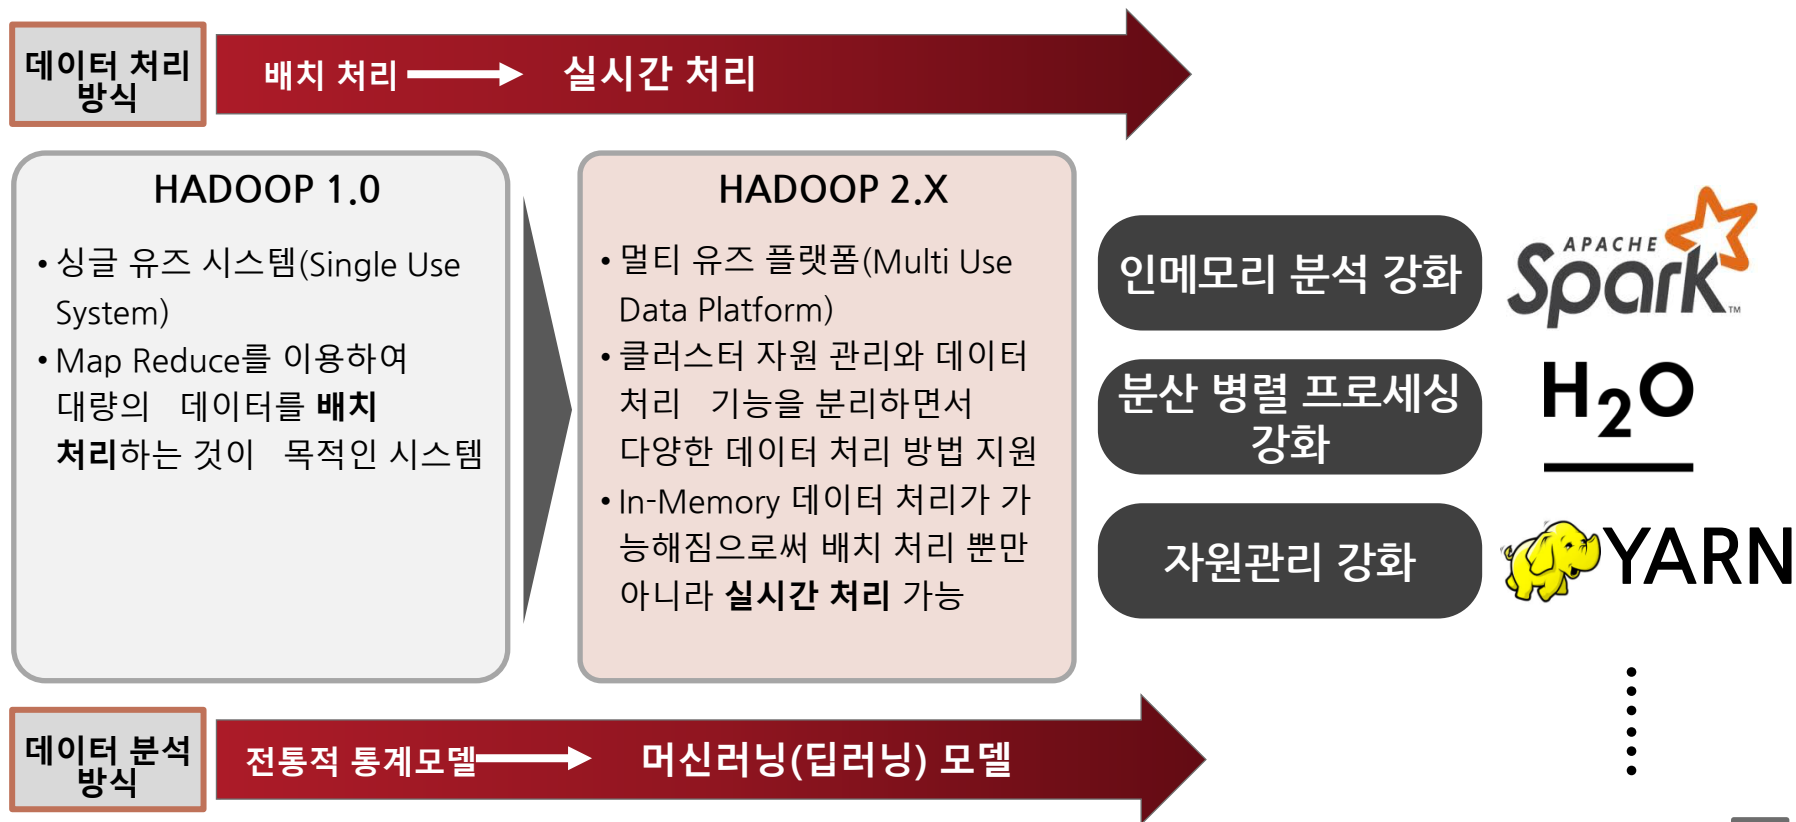 데이터 처리
방식
배치 처리
실시간 처리
HADOOP 1.0
• 싱글 유즈 시스템(Single Use
System)
• Map Reduce를 이용하여
대량의 데이터를 배치
처리하는 것이 목적인 시스템
HADOOP 2.X
• 멀티 유즈 플랫폼(Multi Use
Data Platform)
• 클러스터 자원 관리와 데이터
처리 기능을 분리하면서
다양한 데이터 처리 방법 지원
• In-Memory 데이터 처리가 가
능해짐으로써 배치 처리 뿐만
아니라 실시간 처리 가능
인메모리 분석 강화
APACHE
Spark™
분산 병렬 프로세싱
강화
H₂O
자원관리 강화
YARN
데이터 분석
방식
전통적 통계모델
머신러닝(딥러닝) 모델